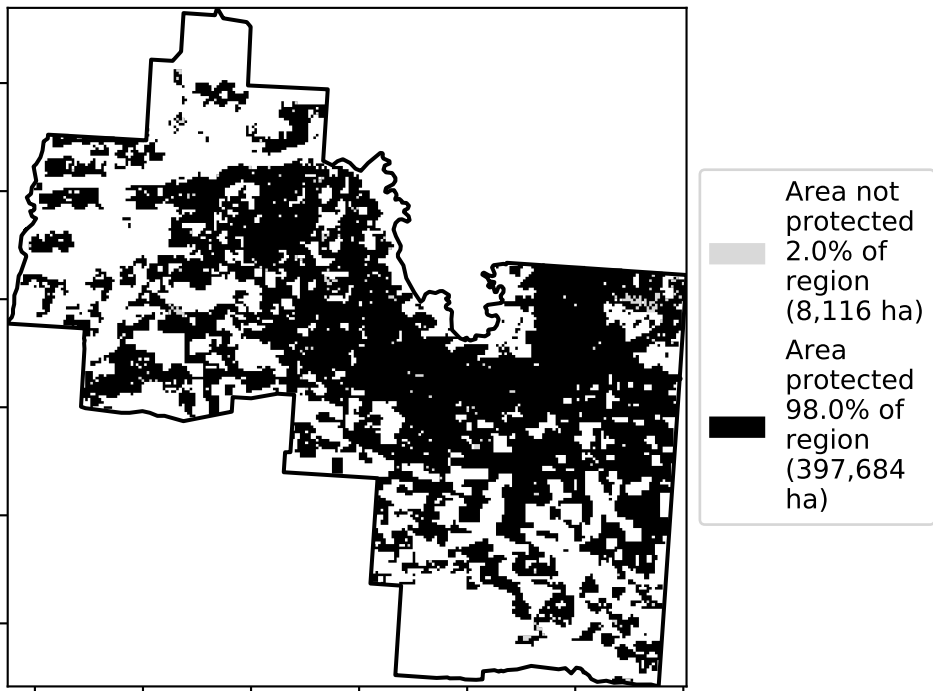 Area not
protected
2.0% of
region
(8,116 ha)
Area
protected
98.0% of
region
(397,684
ha)